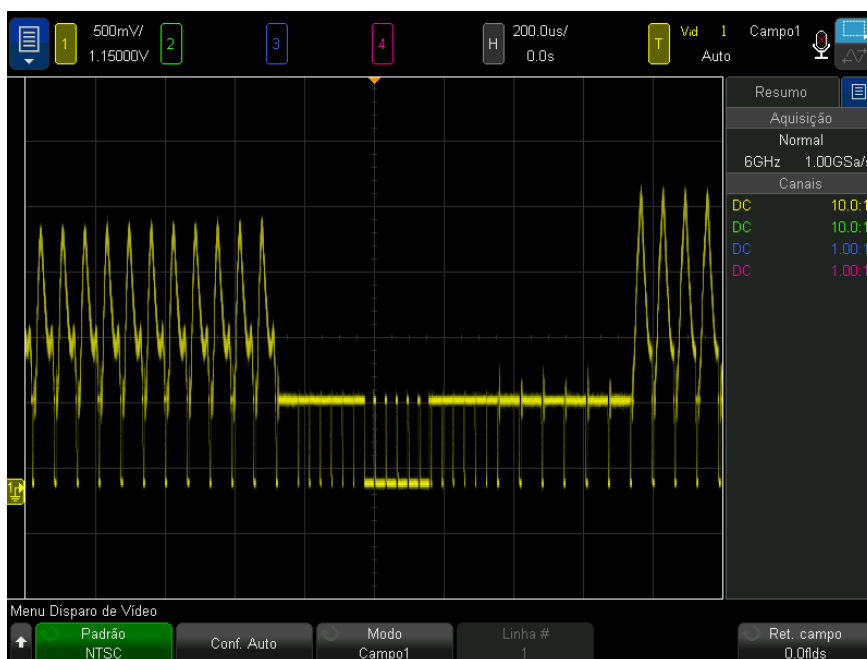 1 500mV/ 2 3 4 H 200.0us/ T Vid 1 Campo1
1.15000V 0.0s Auto
Resumo
Aquisição
Normal
6GHz 1.00GSa/s
Canais
DC 10.0:1
DC 10.0:1
DC 1.00:1
DC 1.00:1
1
Menu Disparo de Vídeo
Padrão
NTSC
Conf. Auto
Modo
Campo1
Linha #
1
Ret. campo
0.0flds